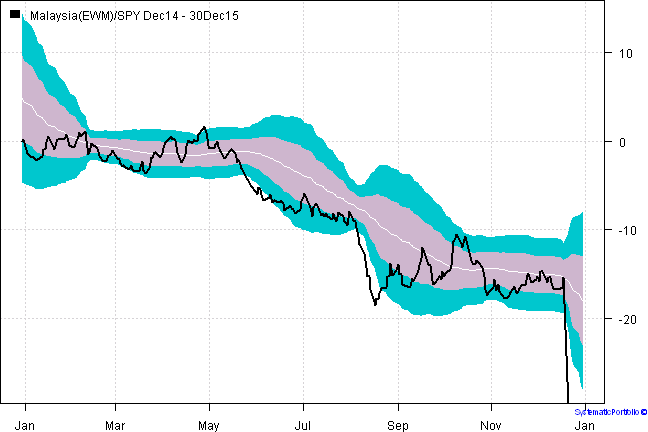 Malaysia(EWM)/SPY Dec14 - 30Dec15
10
0
-10
-20
Jan Mar May Jul Sep Nov Jan
SystematicPortfolio ©